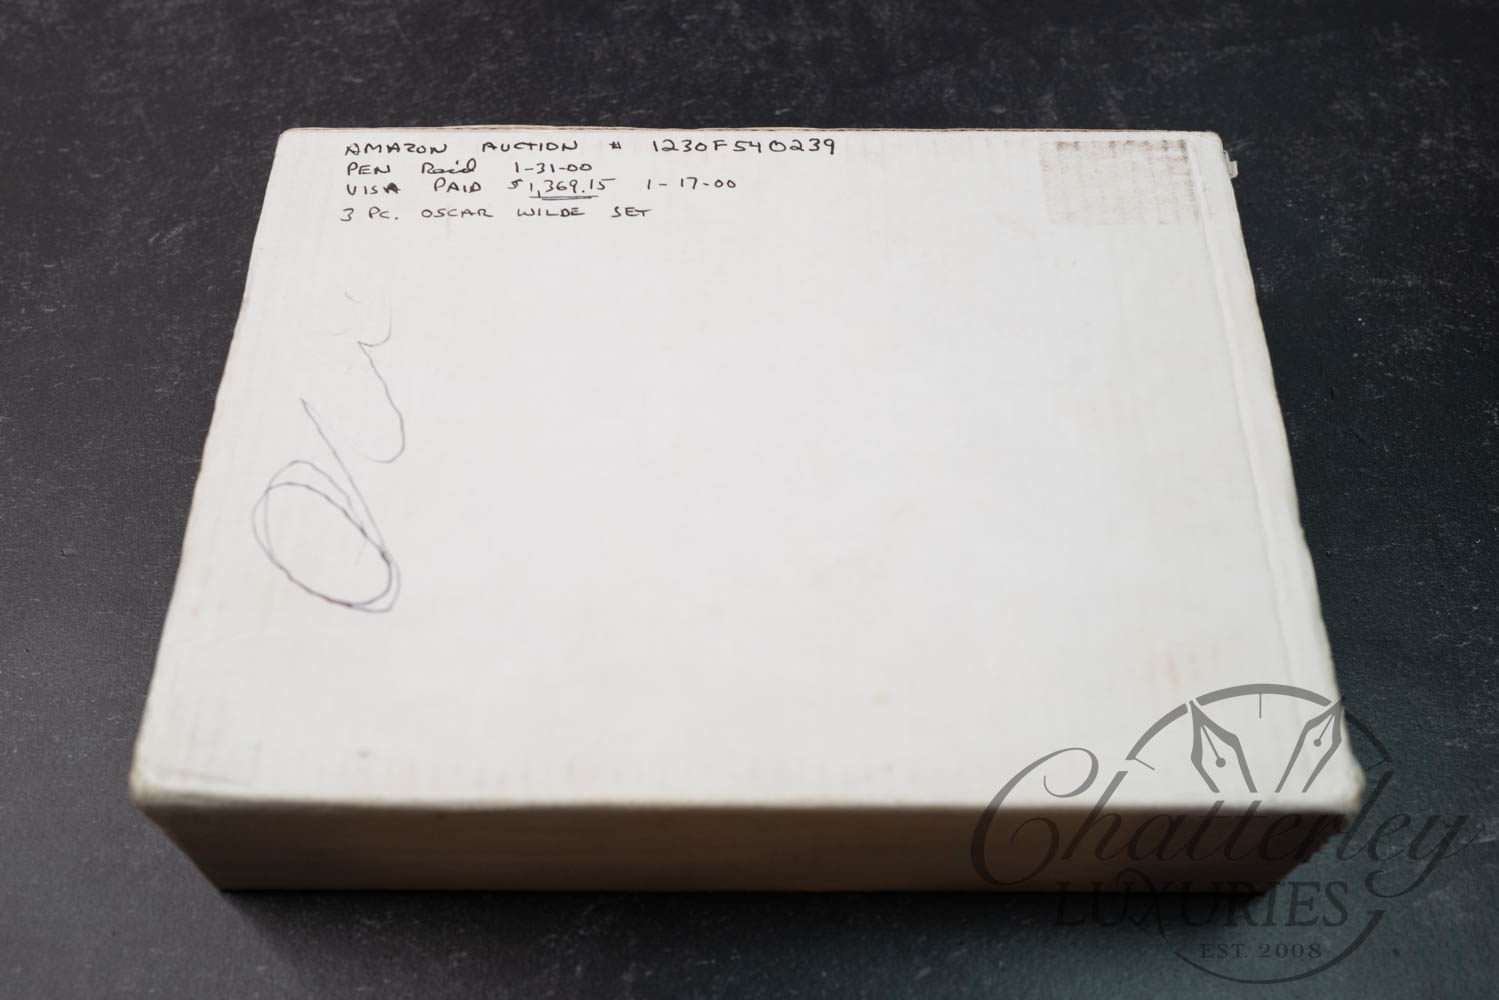 AMAZON AUCTION # 1230F540239
PEN Rec'd 1-31-00
VISA PAID $1,369.15 1-17-00
3 PC. OSCAR WILDE SET
Chatterley
LUXURIES
EST. 2008